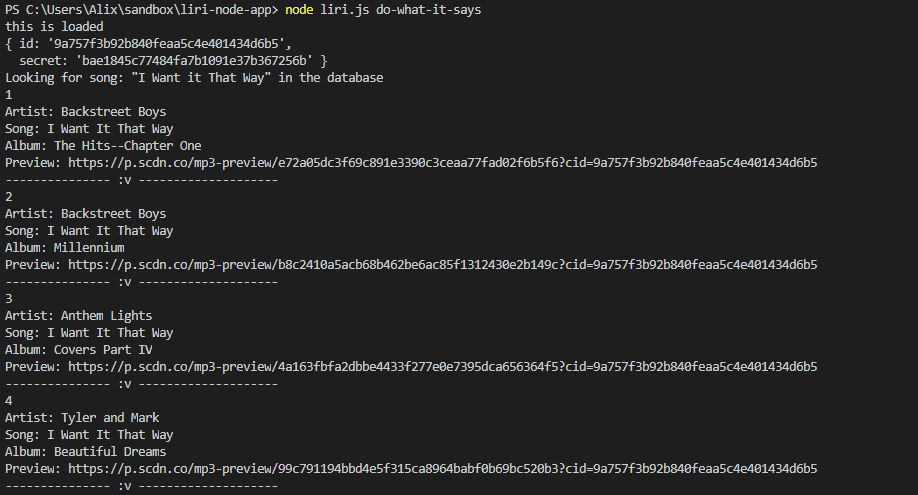 PS C:\Users\Alix\sandbox\liri-node-app> node liri.js do-what-it-says
this is loaded
{ id: '9a757f3b92b840feaa5c4e401434d6b5',
  secret: 'bae1845c77484fa7b1091e37b367256b' }
Looking for song: "I Want it That Way" in the database
1
Artist: Backstreet Boys
Song: I Want It That Way
Album: The Hits--Chapter One
Preview: https://p.scdn.co/mp3-preview/e72a05dc3f69c891e3390c3ceaa77fad02f6b5f6?cid=9a757f3b92b840feaa5c4e401434d6b5
--------------- :v --------------------
2
Artist: Backstreet Boys
Song: I Want It That Way
Album: Millennium
Preview: https://p.scdn.co/mp3-preview/b8c2410a5acb68b462be6ac85f1312430e2b149c?cid=9a757f3b92b840feaa5c4e401434d6b5
--------------- :v --------------------
3
Artist: Anthem Lights
Song: I Want It That Way
Album: Covers Part IV
Preview: https://p.scdn.co/mp3-preview/4a163fbfa2dbbe4433f277e0e7395dca656364f5?cid=9a757f3b92b840feaa5c4e401434d6b5
--------------- :v --------------------
4
Artist: Tyler and Mark
Song: I Want It That Way
Album: Beautiful Dreams
Preview: https://p.scdn.co/mp3-preview/99c791194bbd4e5f315ca8964babf0b69bc520b3?cid=9a757f3b92b840feaa5c4e401434d6b5
--------------- :v --------------------